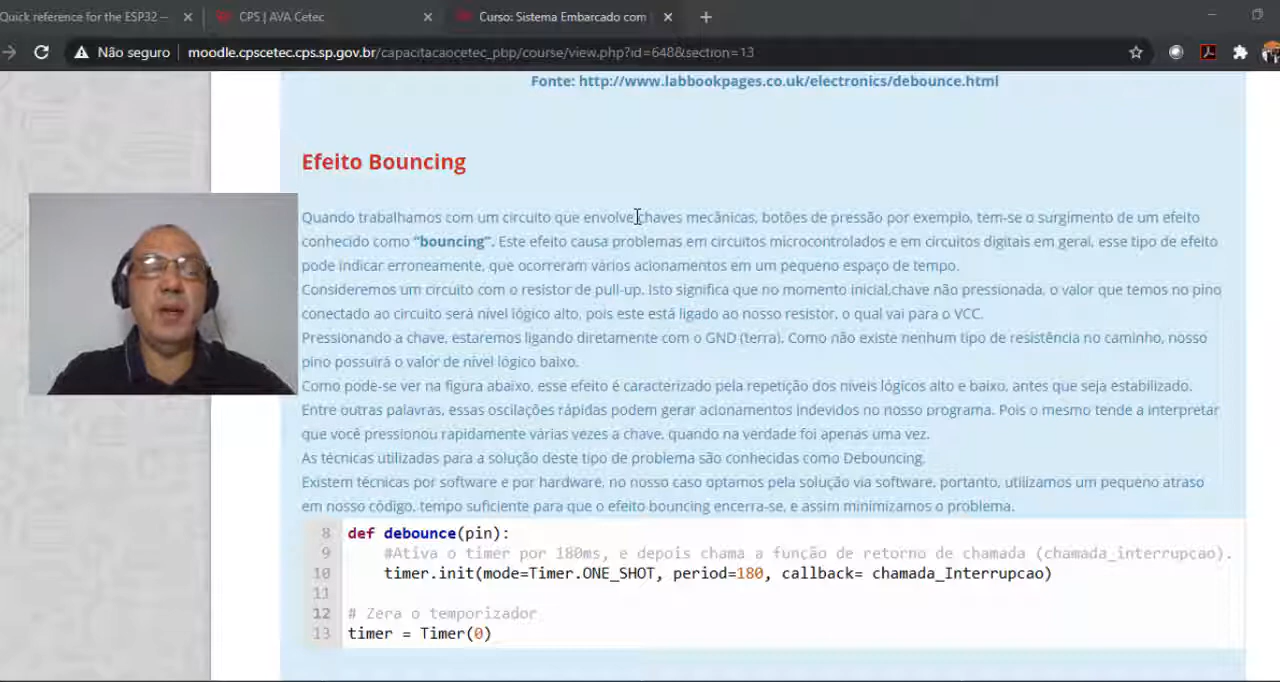 Quick reference for the ESP32 –
CPS | AVA Cetec
Curso: Sistema Embarcado com
Não seguro
moodle.cpscetec.cps.sp.gov.br/capacitacaocetec_pbp/course/view.php?id=648&section=13
Fonte: http://www.labbookpages.co.uk/electronics/debounce.html
Efeito Bouncing
Quando trabalhamos com um circuito que envolve chaves mecânicas, botões de pressão por exemplo, tem-se o surgimento de um efeito
conhecido como "bouncing". Este efeito causa problemas em circuitos microcontrolados e em circuitos digitais em geral, esse tipo de efeito
pode indicar erroneamente, que ocorreram vários acionamentos em um pequeno espaço de tempo.
Consideremos um circuito com o resistor de pull-up. Isto significa que no momento inicial,chave não pressionada, o valor que temos no pino
conectado ao circuito será nível lógico alto, pois este está ligado ao nosso resistor, o qual vai para o VCC.
Pressionando a chave, estaremos ligando diretamente com o GND (terra). Como não existe nenhum tipo de resistência no caminho, nosso
pino possuirá o valor de nível lógico baixo.
Como pode-se ver na figura abaixo, esse efeito é caracterizado pela repetição dos níveis lógicos alto e baixo, antes que seja estabilizado.
Entre outras palavras, essas oscilações rápidas podem gerar acionamentos indevidos no nosso programa. Pois o mesmo tende a interpretar
que você pressionou rapidamente várias vezes a chave, quando na verdade foi apenas uma vez.
As técnicas utilizadas para a solução deste tipo de problema são conhecidas como Debouncing.
Existem técnicas por software e por hardware, no nosso caso optamos pela solução via software, portanto, utilizamos um pequeno atraso
em nosso código, tempo suficiente para que o efeito bouncing encerra-se, e assim minimizamos o problema.
8 def debounce(pin):
9 #Ativa o timer por 180ms, e depois chama a função de retorno de chamada (chamada_interrupcao).
10 timer.init(mode=Timer.ONE_SHOT, period=180, callback= chamada_Interrupcao)
11
12 # Zera o temporizador
13 timer = Timer(0)